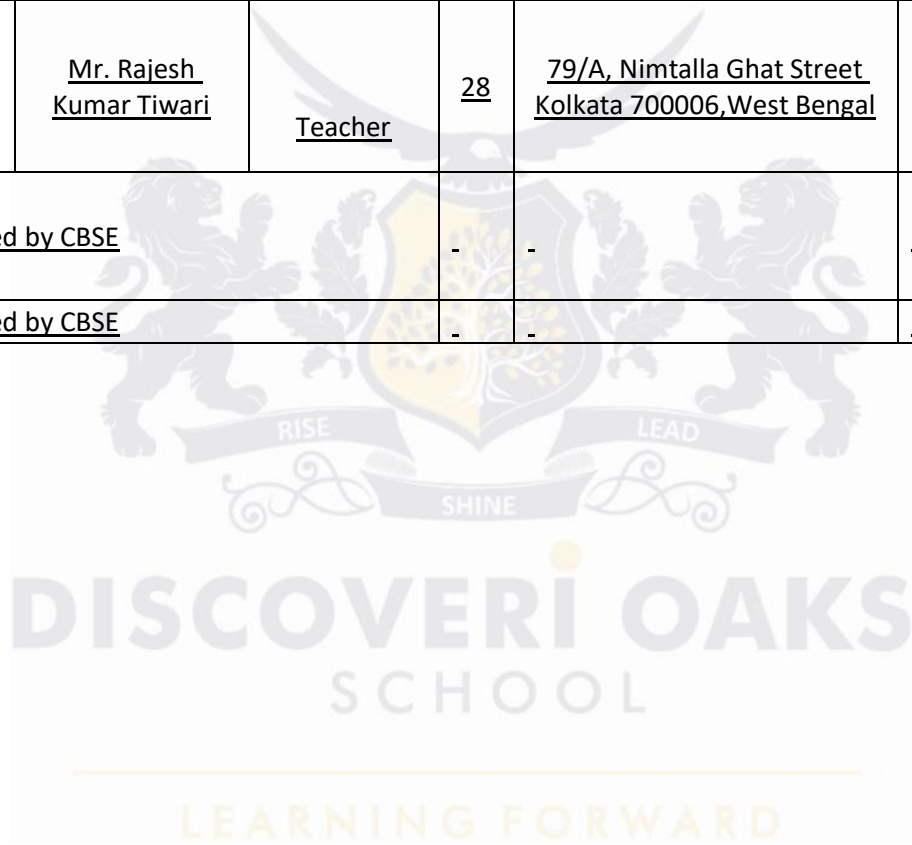 Mr. Rajesh
Kumar Tiwari
Teacher
28
79/A, Nimtalla Ghat Street
Kolkata 700006,West Bengal
ed by CBSE
-
-
ed by CBSE
-
-
RISE
LEAD
SHINE
DISCOVERi OAKS
SCHOOL
LEARNING FORWARD